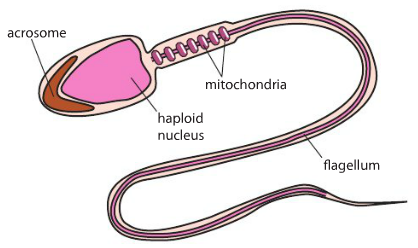 acrosome
mitochondria
haploid
nucleus
flagellum